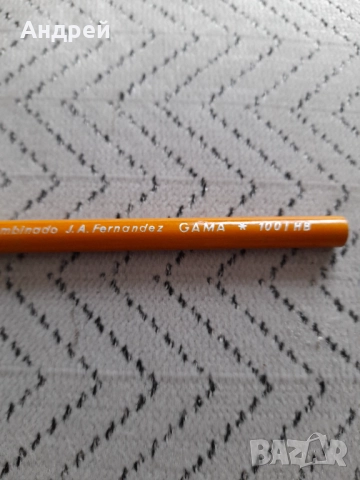 Андрей
mbinado J.A. Fernandez GAMA * 1001 HB
BAZAR